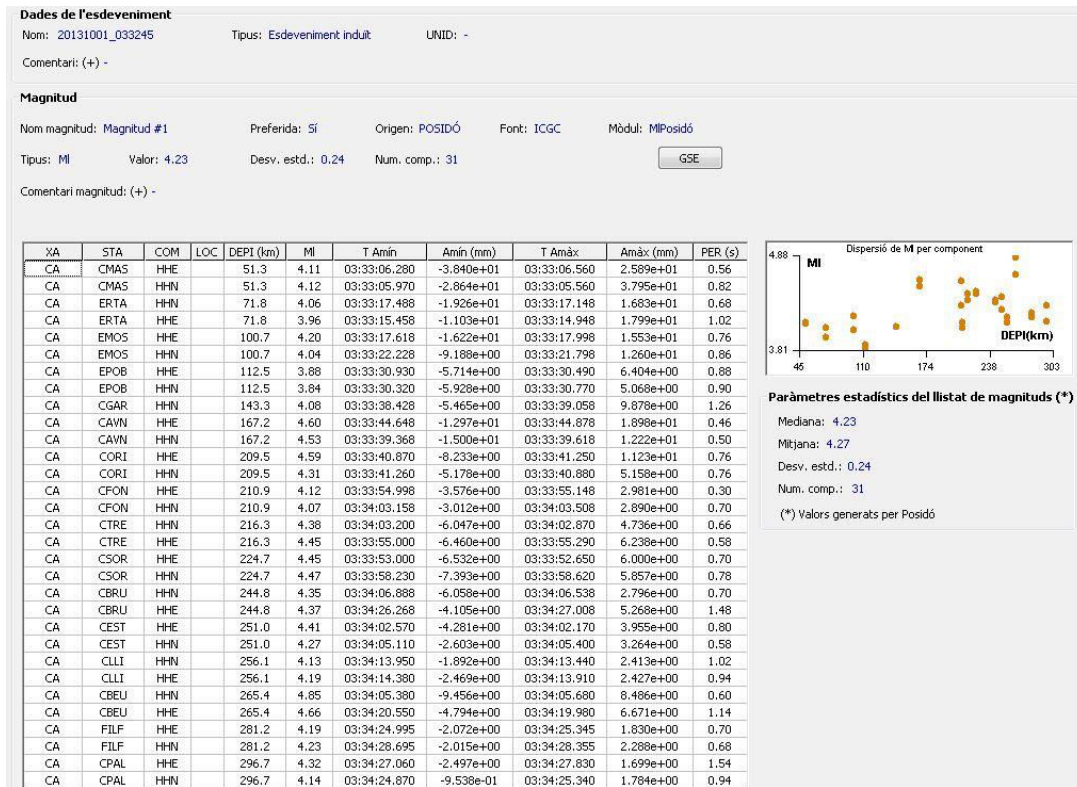 Dades de l'esdeveniment
Nom: 20131001_033245 Tipus: Esdeveniment induït UNID: -
Comentari: (+) -
Magnitud
Nom magnitud: Magnitud #1 Preferida: Sí Origen: POSIDÓ Font: ICGC Mòdul: MlPosidó
Tipus: Ml Valor: 4.23 Desv. estd.: 0.24 Num. comp.: 31 GSE
Comentari magnitud: (+) -
XA STA COM LOC DEPI (km) Ml T Amín Amín (mm) T Amàx Amàx (mm) PER (s)
CA CMAS HHE 51.3 4.11 03:33:06.280 -3.840e+01 03:33:06.560 2.589e+01 0.56
CA CMAS HHN 51.3 4.12 03:33:05.970 -2.864e+01 03:33:05.560 3.795e+01 0.82
CA ERTA HHN 71.8 4.06 03:33:17.488 -1.926e+01 03:33:17.148 1.683e+01 0.68
CA ERTA HHE 71.8 3.96 03:33:15.458 -1.103e+01 03:33:14.948 1.799e+01 1.02
CA EMOS HHE 100.7 4.20 03:33:17.618 -1.622e+01 03:33:17.998 1.553e+01 0.76
CA EMOS HHN 100.7 4.04 03:33:22.228 -9.188e+00 03:33:21.798 1.260e+01 0.86
CA EPOB HHE 112.5 3.88 03:33:30.930 -5.714e+00 03:33:30.490 6.404e+00 0.88
CA EPOB HHN 112.5 3.84 03:33:30.320 -5.928e+00 03:33:30.770 5.068e+00 0.90
CA CGAR HHN 143.3 4.08 03:33:38.428 -5.465e+00 03:33:39.058 9.878e+00 1.26
CA CAVN HHE 167.2 4.60 03:33:44.648 -1.297e+01 03:33:44.878 1.898e+01 0.46
CA CAVN HHN 167.2 4.53 03:33:39.368 -1.500e+01 03:33:39.618 1.222e+01 0.50
CA CORI HHE 209.5 4.59 03:33:40.870 -8.233e+00 03:33:41.250 1.123e+01 0.76
CA CORI HHN 209.5 4.31 03:33:41.260 -5.178e+00 03:33:40.880 5.158e+00 0.76
CA CFON HHE 210.9 4.12 03:33:54.998 -3.576e+00 03:33:55.148 2.981e+00 0.30
CA CFON HHN 210.9 4.07 03:34:03.158 -3.012e+00 03:34:03.508 2.890e+00 0.70
CA CTRE HHN 216.3 4.38 03:34:03.200 -6.047e+00 03:34:02.870 4.736e+00 0.66
CA CTRE HHE 216.3 4.45 03:33:55.000 -6.460e+00 03:33:55.290 6.238e+00 0.58
CA CSOR HHE 224.7 4.45 03:33:53.000 -6.532e+00 03:33:52.650 6.000e+00 0.70
CA CSOR HHN 224.7 4.47 03:33:58.230 -7.393e+00 03:33:58.620 5.857e+00 0.78
CA CBRU HHN 244.8 4.35 03:34:06.888 -6.058e+00 03:34:06.538 2.796e+00 0.70
CA CBRU HHE 244.8 4.37 03:34:26.268 -4.105e+00 03:34:27.008 5.268e+00 1.48
CA CEST HHE 251.0 4.41 03:34:02.570 -4.281e+00 03:34:02.170 3.955e+00 0.80
CA CEST HHN 251.0 4.27 03:34:05.110 -2.603e+00 03:34:05.400 3.264e+00 0.58
CA CLLI HHN 256.1 4.13 03:34:13.950 -1.892e+00 03:34:13.440 2.413e+00 1.02
CA CLLI HHE 256.1 4.19 03:34:14.380 -2.469e+00 03:34:13.910 2.427e+00 0.94
CA CBEU HHN 265.4 4.85 03:34:05.380 -9.456e+00 03:34:05.680 8.486e+00 0.60
CA CBEU HHE 265.4 4.66 03:34:20.550 -4.794e+00 03:34:19.980 6.671e+00 1.14
CA FILF HHE 281.2 4.19 03:34:24.995 -2.072e+00 03:34:25.345 1.830e+00 0.70
CA FILF HHN 281.2 4.23 03:34:28.695 -2.015e+00 03:34:28.355 2.288e+00 0.68
CA CPAL HHE 296.7 4.32 03:34:27.060 -2.497e+00 03:34:27.830 1.699e+00 1.54
CA CPAL HHN 296.7 4.14 03:34:24.870 -9.538e-01 03:34:25.340 1.784e+00 0.94
Dispersió de Ml per component
4.88 Ml
DEPI(km)
3.81
45 110 174 238 303
Paràmetres estadístics del llistat de magnituds (*)
Mediana: 4.23
Mitjana: 4.27
Desv. estd.: 0.24
Num. comp.: 31
(*) Valors generats per Posidó